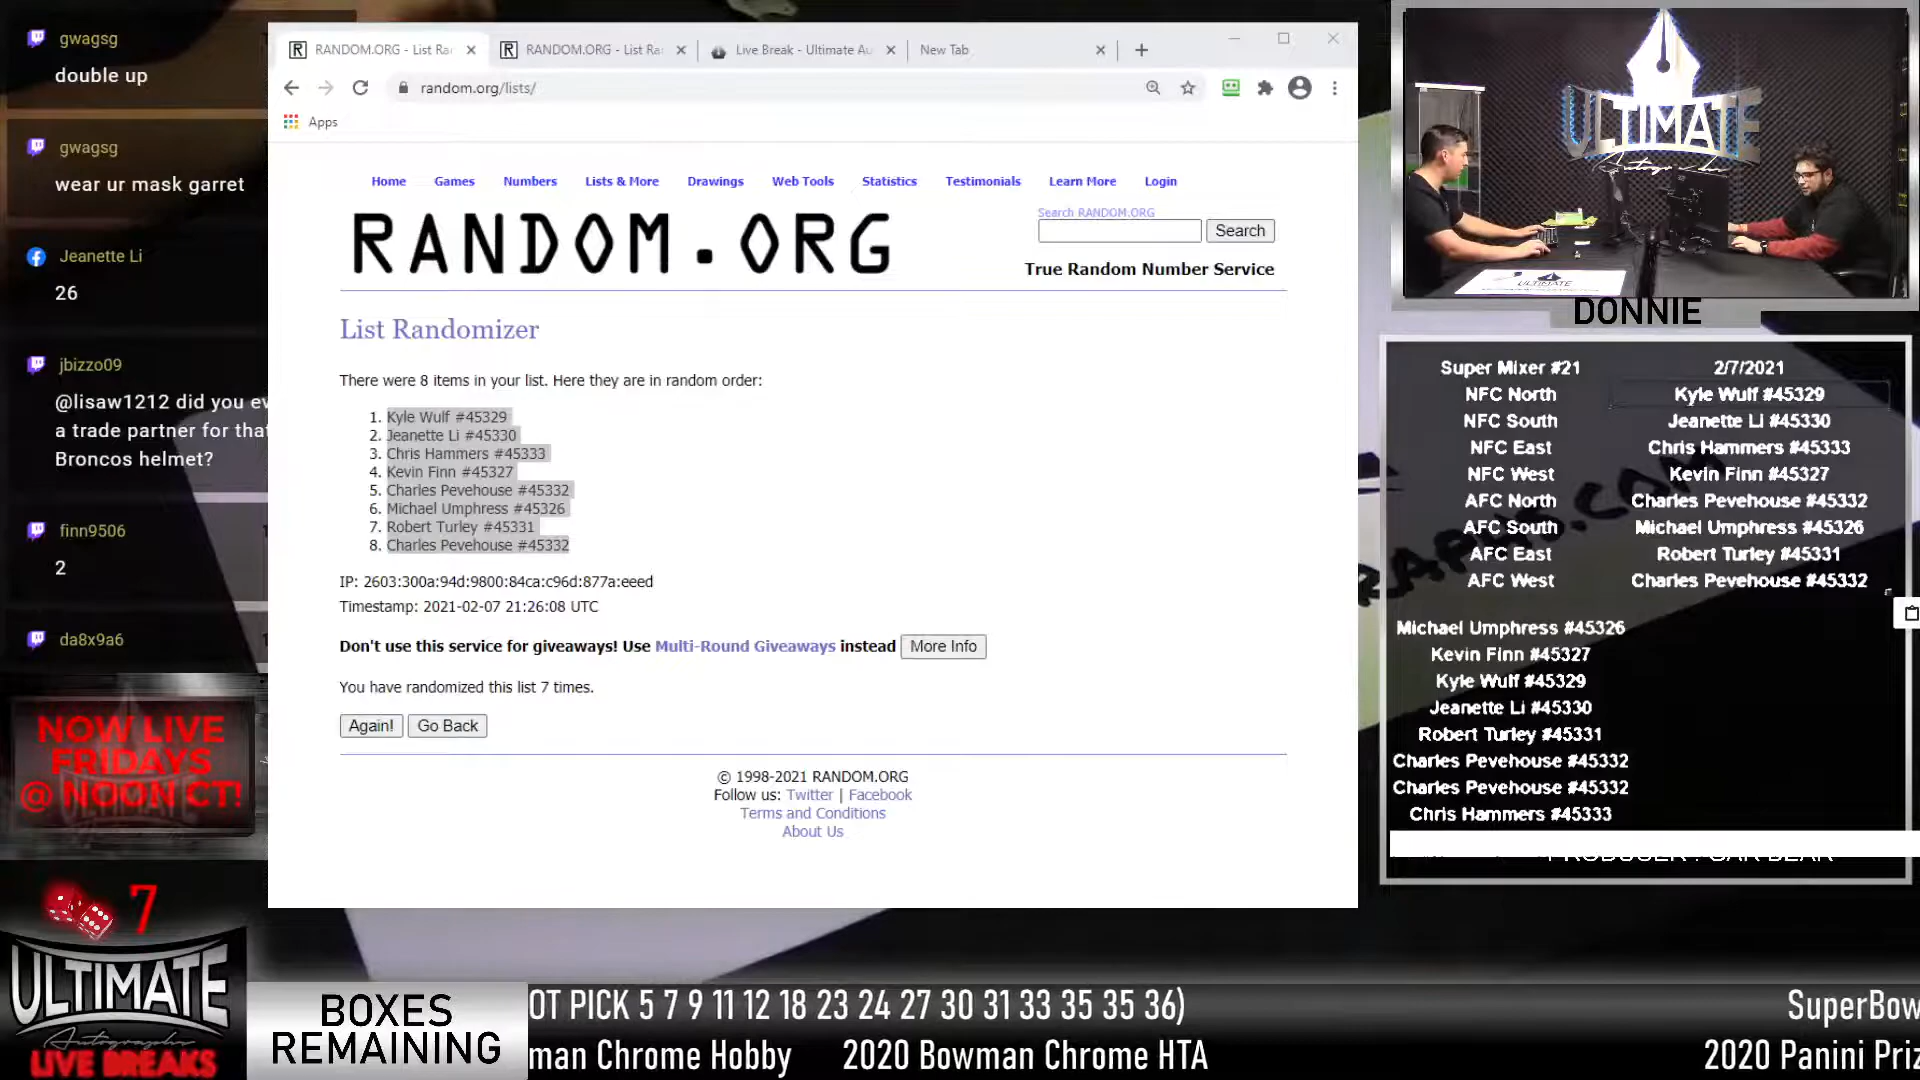 gwagsg
double up
gwagsg
wear ur mask garret
Jeanette Li
26
jbizzo09
@lisaw1212 did you ev
a trade partner for that
Broncos helmet?
finn9506
2
da8x9a6
NOW LIVE
FRIDAYS
@ NOON CT!
7
ULTIMATE
Autographs
LIVE BREAKS
RANDOM.ORG - List Ra
RANDOM.ORG - List Ra
Live Break - Ultimate Au
New Tab
random.org/lists/
Apps
Home Games Numbers Lists & More Drawings Web Tools Statistics Testimonials Learn More Login
RANDOM.ORG
Search RANDOM.ORG
Search
True Random Number Service
List Randomizer
There were 8 items in your list. Here they are in random order:
1. Kyle Wulf #45329
2. Jeanette Li #45330
3. Chris Hammers #45333
4. Kevin Finn #45327
5. Charles Pevehouse #45332
6. Michael Umphress #45326
7. Robert Turley #45331
8. Charles Pevehouse #45332
IP: 2603:300a:94d:9800:84ca:c96d:877a:eeed
Timestamp: 2021-02-07 21:26:08 UTC
Don't use this service for giveaways! Use Multi-Round Giveaways instead More Info
You have randomized this list 7 times.
Again! Go Back
© 1998-2021 RANDOM.ORG
Follow us: Twitter | Facebook
Terms and Conditions
About Us
ULTIMATE
Autographs
ULTIMATE
DONNIE
Super Mixer #21 2/7/2021
NFC North Kyle Wulf #45329
NFC South Jeanette Li #45330
NFC East Chris Hammers #45333
NFC West Kevin Finn #45327
AFC North Charles Pevehouse #45332
AFC South Michael Umphress #45326
AFC East Robert Turley #45331
AFC West Charles Pevehouse #45332
Michael Umphress #45326
Kevin Finn #45327
Kyle Wulf #45329
Jeanette Li #45330
Robert Turley #45331
Charles Pevehouse #45332
Charles Pevehouse #45332
Chris Hammers #45333
BOXES
REMAINING
OT PICK 5 7 9 11 12 18 23 24 27 30 31 33 35 35 36) SuperBow
man Chrome Hobby 2020 Bowman Chrome HTA 2020 Panini Priz